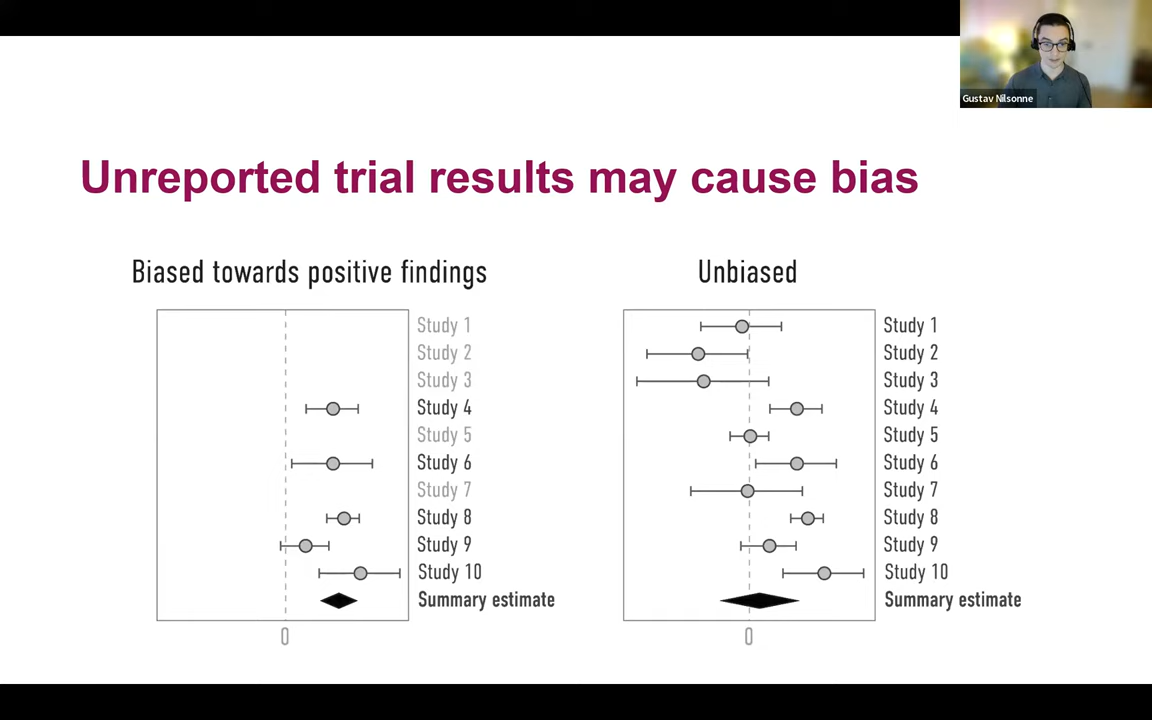 Gustav Nilsonne
Unreported trial results may cause bias
Biased towards positive findings
Study 1
Study 2
Study 3
Study 4
Study 5
Study 6
Study 7
Study 8
Study 9
Study 10
Summary estimate
0
Unbiased
Study 1
Study 2
Study 3
Study 4
Study 5
Study 6
Study 7
Study 8
Study 9
Study 10
Summary estimate
0